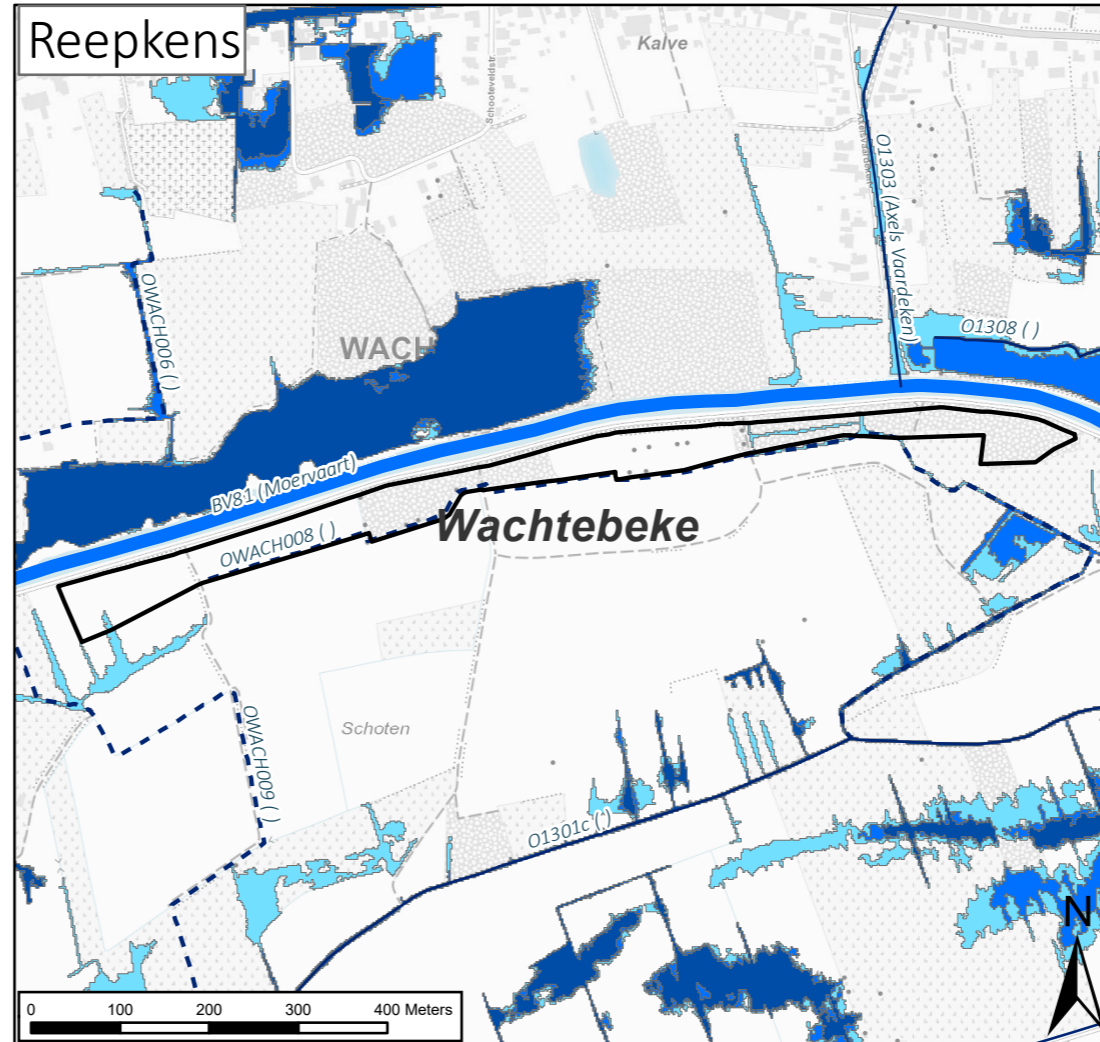 Reepkens
Kalve
Schooteveldstr.
Axelsvaardeken
O1303 (Axels Vaardeken)
OWACH006 ( )
O1308 ( )
WACH
BV81 (Moervaart)
OWACH008 ( )
Wachtebeke
OWACH009 ( )
Schoten
O1301c ( )
N
0 100 200 300 400 Meters